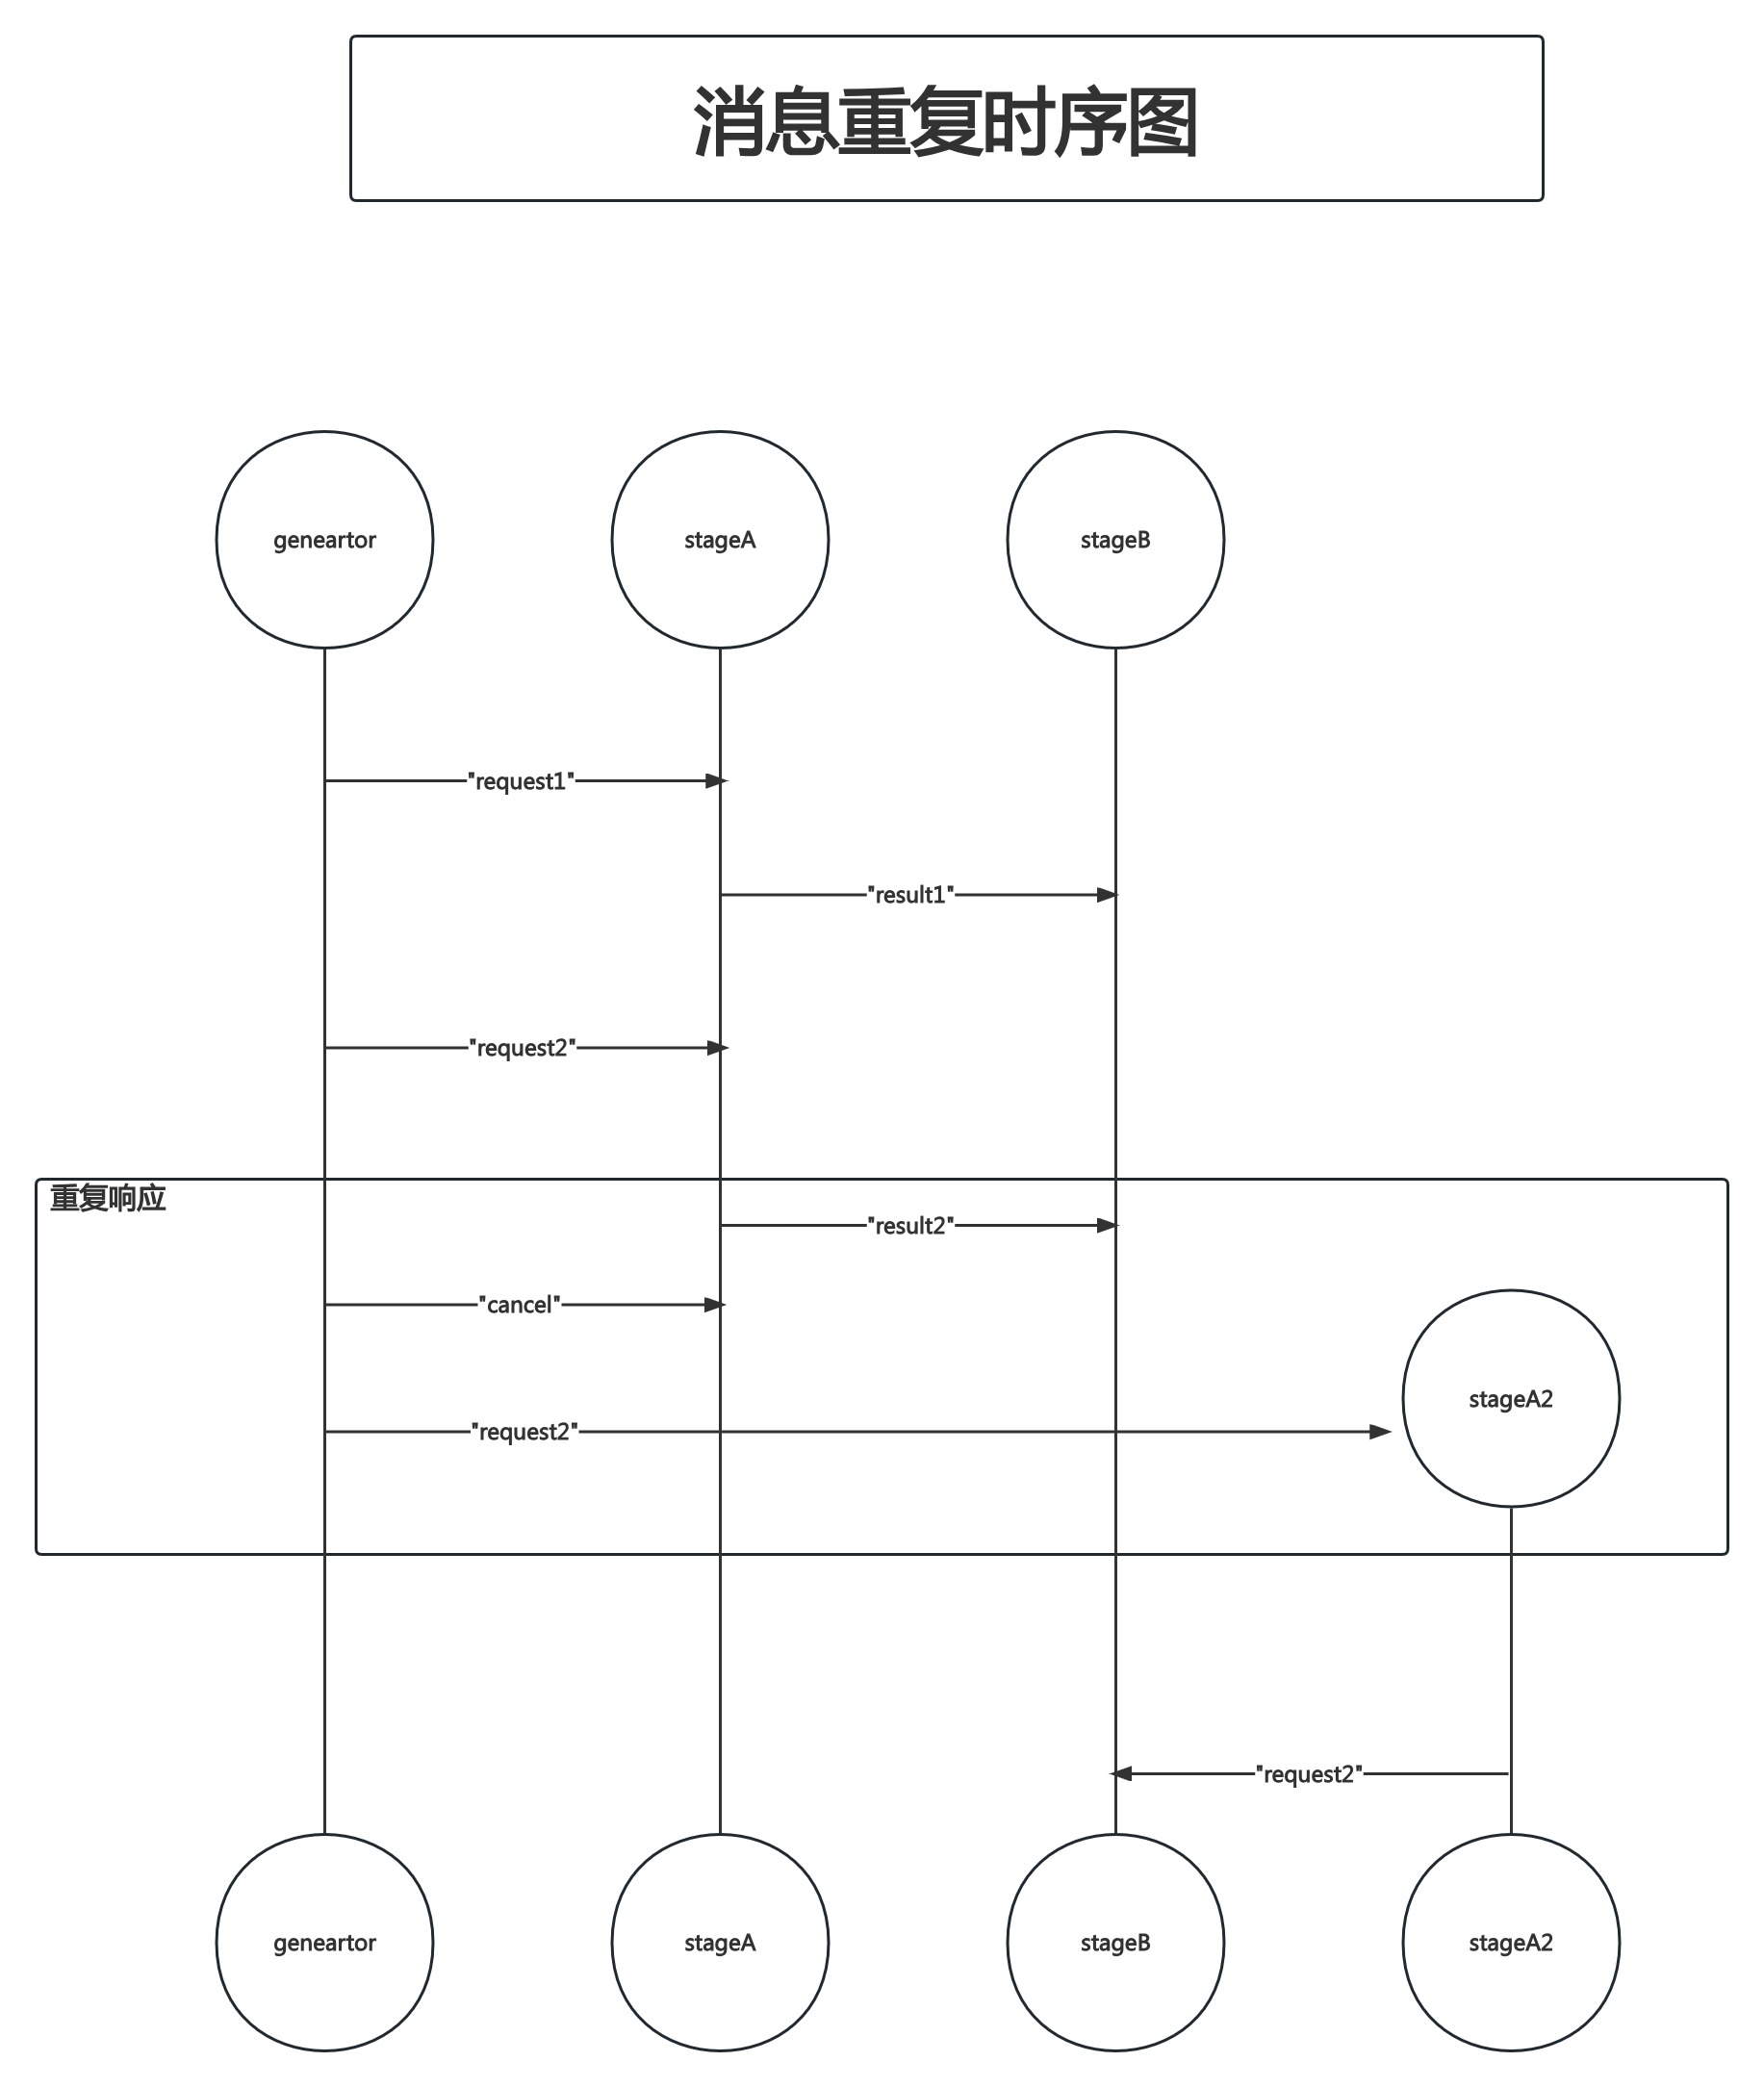 消息重复时序图
geneartor
stageA
stageB
"request1"
"result1"
"request2"
重复响应
"result2"
"cancel"
stageA2
"request2"
"request2"
geneartor
stageA
stageB
stageA2